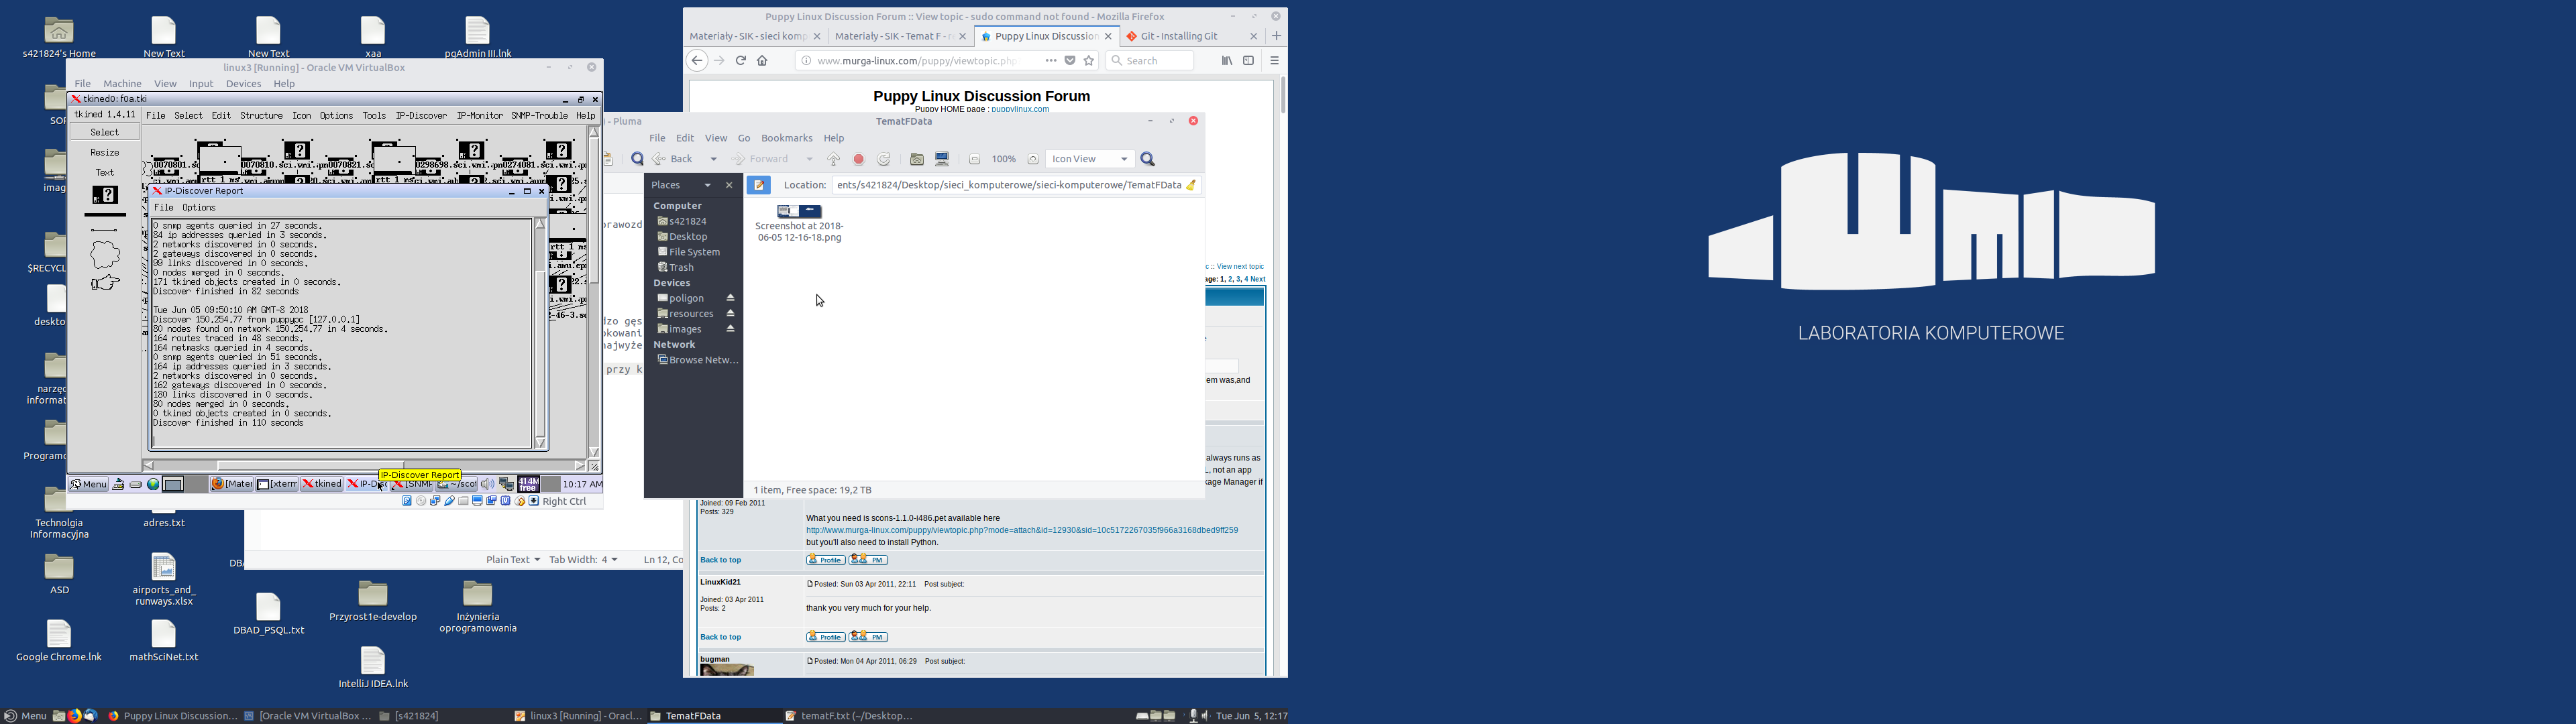 s421824's Home
New Text
New Text
xaa
pgAdmin III.lnk
$RECYCL
Technolgia
Informacyjna
adres.txt
ASD
airports_and_
runways.xlsx
DBAD_PSQL.txt
Przyrost1e-develop
Inżynieria
oprogramowania
Google Chrome.lnk
mathSciNet.txt
IntelliJ IDEA.lnk
linux3 [Running] - Oracle VM VirtualBox
File Machine View Input Devices Help
tkined0: f0a.tki
tkined 1.4.11
File Select Edit Structure Icon Options Tools IP-Discover IP-Monitor SNMP-Trouble Help
Select
Resize
Text
IP-Discover Report
File Options
0 snmp agents queried in 27 seconds.
84 ip addresses queried in 3 seconds.
2 networks discovered in 0 seconds.
2 gateways discovered in 0 seconds.
99 links discovered in 0 seconds.
0 nodes merged in 0 seconds.
171 tkined objects created in 0 seconds.
Discover finished in 82 seconds
Tue Jun 05 09:50:10 AM GMT-8 2018
Discover 150.254.77 from puppypc [127.0.0.1]
80 nodes found on network 150.254.77 in 4 seconds.
164 routes traced in 48 seconds.
164 netmasks queried in 4 seconds.
0 snmp agents queried in 51 seconds.
164 ip addresses queried in 3 seconds.
2 networks discovered in 0 seconds.
162 gateways discovered in 0 seconds.
180 links discovered in 0 seconds.
80 nodes merged in 0 seconds.
0 tkined objects created in 0 seconds.
Discover finished in 110 seconds
IP-Discover Report
Menu
[Mater
[xterm
tkined
[SNMP
~/scot
414M
free
10:17 AM
Right Ctrl
- Pluma
Plain Text Tab Width: 4 Ln 12, Co
TematFData
File Edit View Go Bookmarks Help
Back Forward 100% Icon View
Places
Location: ents/s421824/Desktop/sieci_komputerowe/sieci-komputerowe/TematFData
Computer
s421824
Desktop
File System
Trash
Devices
poligon
resources
images
Network
Browse Netw...
Screenshot at 2018-
06-05 12-16-18.png
1 item, Free space: 19,2 TB
Puppy Linux Discussion Forum :: View topic - sudo command not found - Mozilla Firefox
Materiały - SIK - sieci komp
Materiały - SIK - Temat F - r
Puppy Linux Discussion
Git - Installing Git
www.murga-linux.com/puppy/viewtopic.php
Search
Puppy Linux Discussion Forum
Puppy HOME page : puppylinux.com
:: View next topic
age: 1, 2, 3, 4 Next
em was,and
always runs as
L, not an app
kage Manager if
Joined: 09 Feb 2011
Posts: 329
What you need is scons-1.1.0-i486.pet available here
http://www.murga-linux.com/puppy/viewtopic.php?mode=attach&id=12930&sid=10c5172267035f966a3168dbed9ff259
but you'll also need to install Python.
Back to top Profile PM
LinuxKid21
Posted: Sun 03 Apr 2011, 22:11 Post subject:
Joined: 03 Apr 2011
Posts: 2
thank you very much for your help.
Back to top Profile PM
bugman
Posted: Mon 04 Apr 2011, 06:29 Post subject:
WMI
LABORATORIA KOMPUTEROWE
Menu
Puppy Linux Discussion...
[Oracle VM VirtualBox ...
[s421824]
linux3 [Running] - Oracl...
TematFData
tematF.txt (~/Desktop...
Tue Jun 5, 12:17